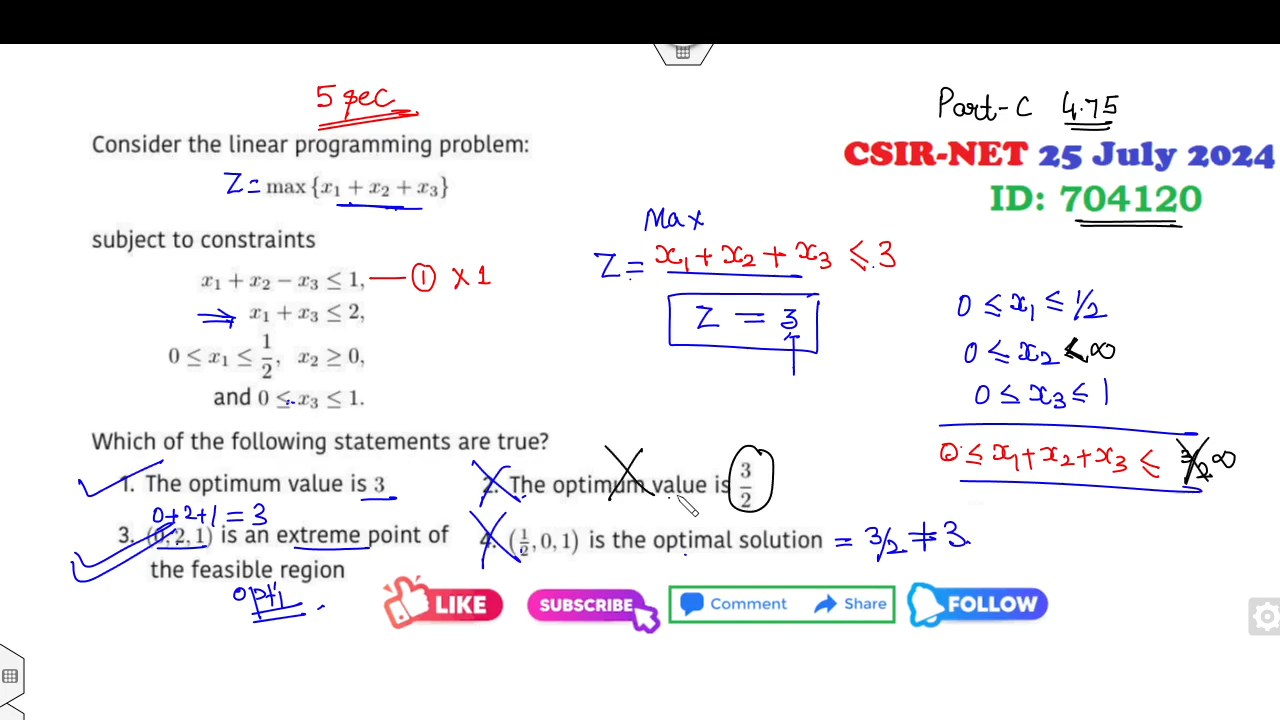 5 sec
Part-C 4.75
Consider the linear programming problem:
CSIR-NET 25 July 2024
Z = max {x₁ + x₂ + x₃}
ID: 704120
Max
subject to constraints
Z = x₁ + x₂ + x₃ ≤ 3
x₁ + x₂ − x₃ ≤ 1, — ① × 1
⇒ x₁ + x₃ ≤ 2,
Z = 3
0 ≤ x₁ ≤ 1/2
0 ≤ x₁ ≤ 1/2, x₂ ≥ 0,
0 ≤ x₂ < ∞
and 0 ≤ x₃ ≤ 1.
0 ≤ x₃ ≤ 1
Which of the following statements are true?
0 ≤ x₁ + x₂ + x₃ ≤ 3/2 ∞
1. The optimum value is 3
2. The optimum value is 3/2
0+2+1 = 3
3. (0, 2, 1) is an extreme point of
the feasible region
4. (1/2, 0, 1) is the optimal solution = 3/2 ≠ 3
opti
LIKE
SUBSCRIBE
Comment
Share
FOLLOW